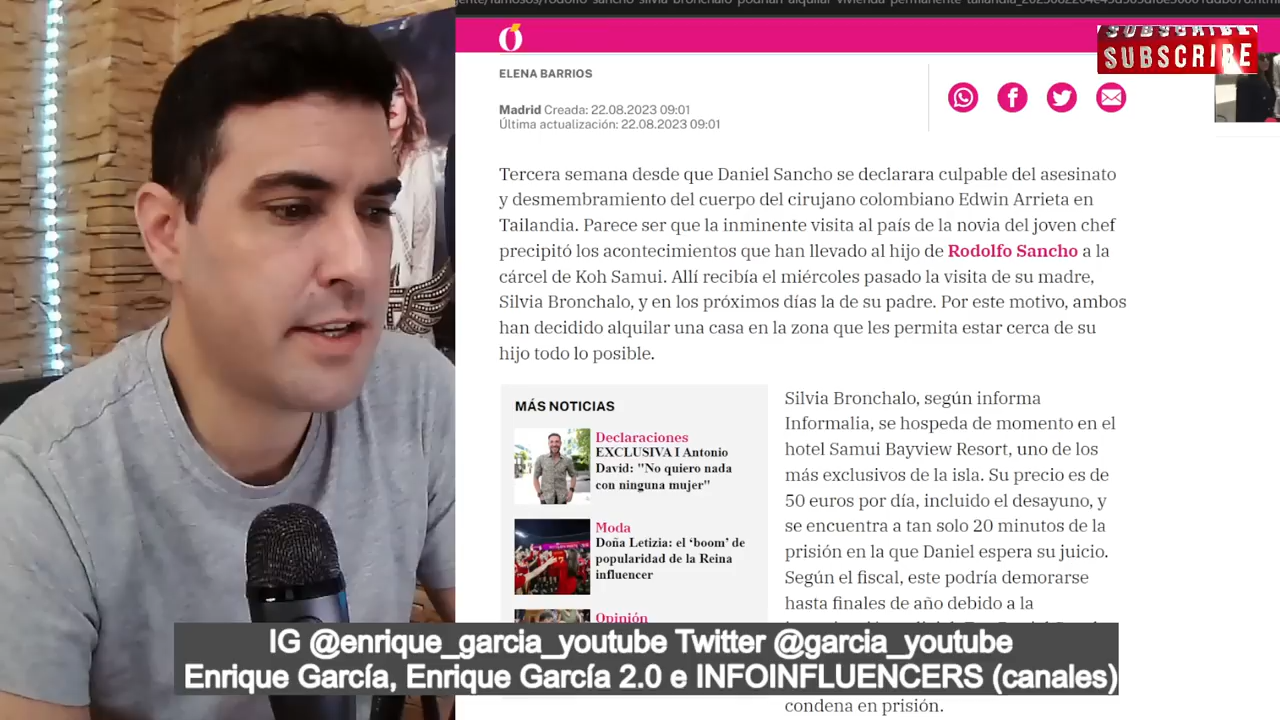 SUBSCRIBE
SUBSCRIBE
Ó
ELENA BARRIOS
Madrid Creada: 22.08.2023 09:01
Última actualización: 22.08.2023 09:01
Tercera semana desde que Daniel Sancho se declarara culpable del asesinato
y desmembramiento del cuerpo del cirujano colombiano Edwin Arrieta en
Tailandia. Parece ser que la inminente visita al país de la novia del joven chef
precipitó los acontecimientos que han llevado al hijo de Rodolfo Sancho a la
cárcel de Koh Samui. Allí recibía el miércoles pasado la visita de su madre,
Silvia Bronchalo, y en los próximos días la de su padre. Por este motivo, ambos
han decidido alquilar una casa en la zona que les permita estar cerca de su
hijo todo lo posible.
MÁS NOTICIAS
Declaraciones
EXCLUSIVA I Antonio
David: "No quiero nada
con ninguna mujer"
Moda
Doña Letizia: el ‘boom’ de
popularidad de la Reina
influencer
Opinión
Silvia Bronchalo, según informa
Informalia, se hospeda de momento en el
hotel Samui Bayview Resort, uno de los
más exclusivos de la isla. Su precio es de
50 euros por día, incluido el desayuno, y
se encuentra a tan solo 20 minutos de la
prisión en la que Daniel espera su juicio.
Según el fiscal, este podría demorarse
hasta finales de año debido a la
condena en prisión.
IG @enrique_garcia_youtube Twitter @garcia_youtube
Enrique García, Enrique García 2.0 e INFOINFLUENCERS (canales)